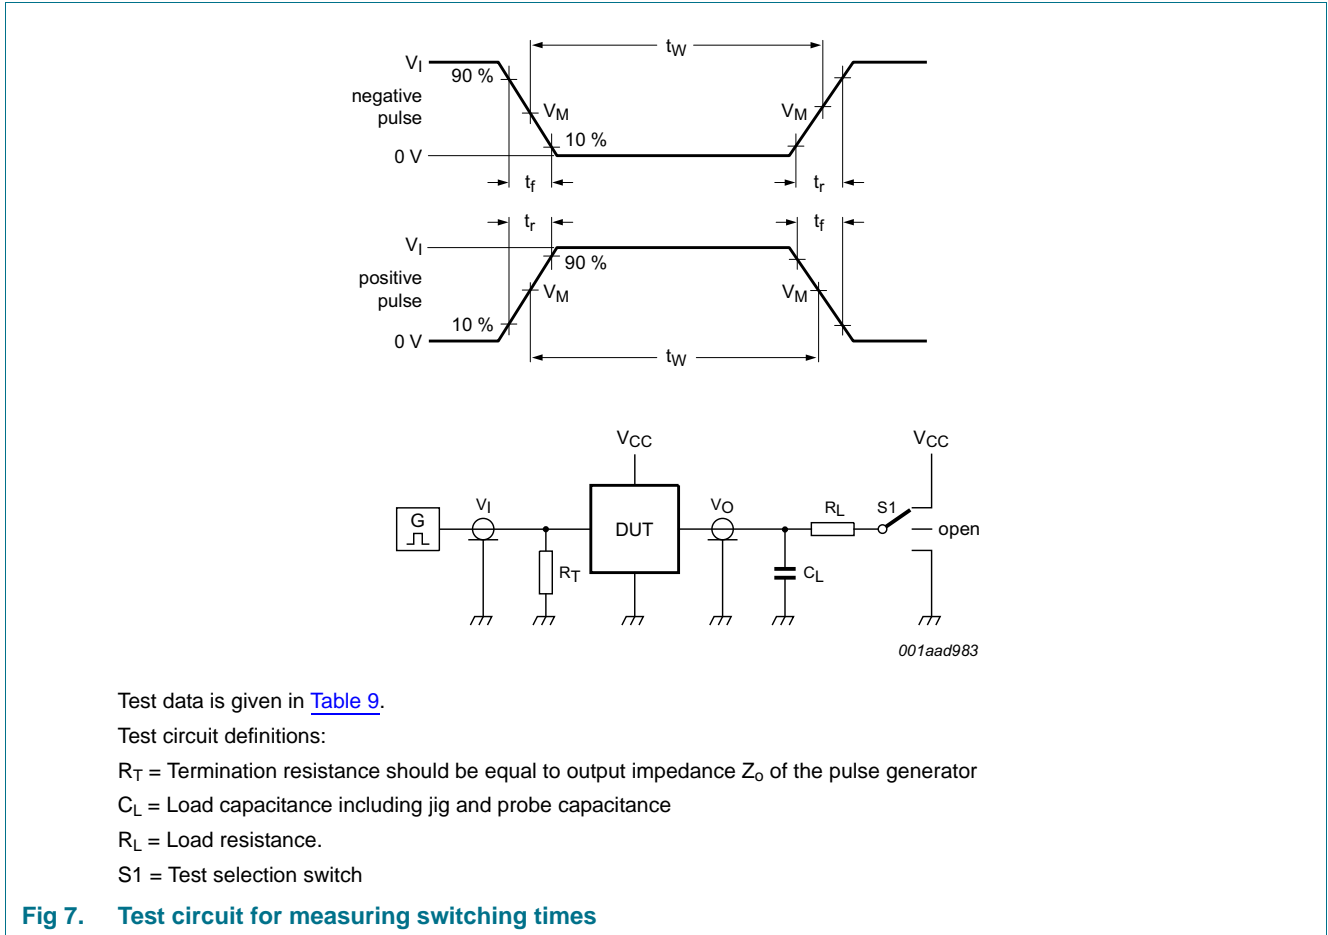 tW
VI
90 %
negative
pulse
VM
VM
10 %
0 V
tf
tr
tr
tf
VI
90 %
positive
pulse
VM
VM
10 %
0 V
tW
VCC
VCC
G
VI
DUT
VO
RL
S1
open
RT
CL
001aad983
Test data is given in Table 9.
Test circuit definitions:
RT = Termination resistance should be equal to output impedance Zo of the pulse generator
CL = Load capacitance including jig and probe capacitance
RL = Load resistance.
S1 = Test selection switch
Fig 7. Test circuit for measuring switching times